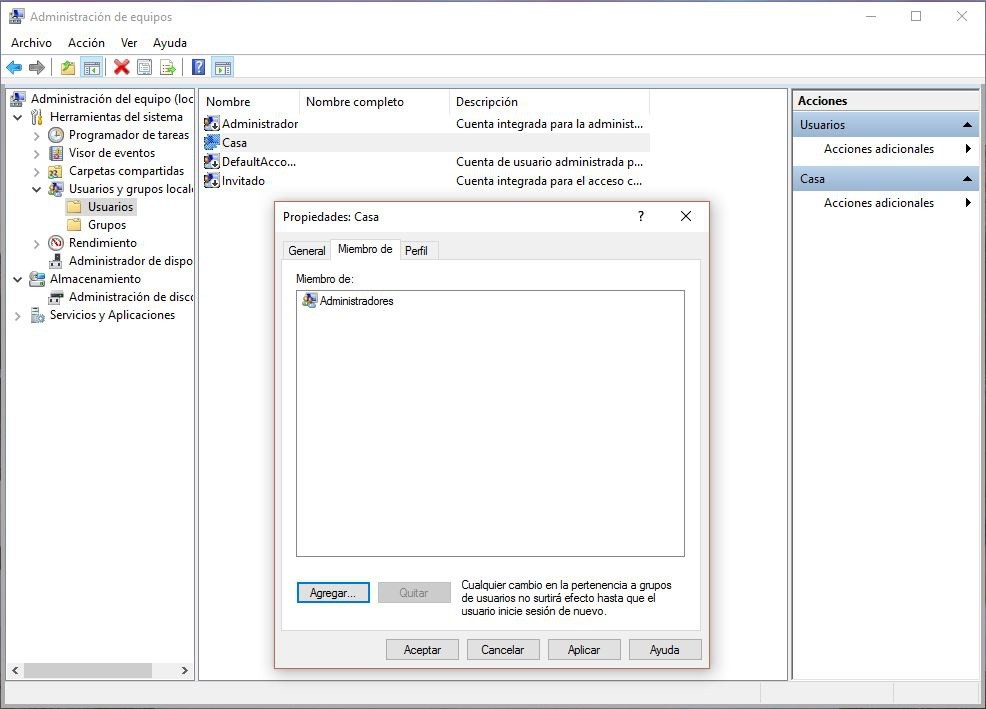 Administración de equipos
Archivo Acción Ver Ayuda
Administración del equipo (loc
Herramientas del sistema
Programador de tareas
Visor de eventos
Carpetas compartidas
Usuarios y grupos locale
Usuarios
Grupos
Rendimiento
Administrador de dispo
Almacenamiento
Administración de disco
Servicios y Aplicaciones
Nombre Nombre completo Descripción
Administrador Cuenta integrada para la administ...
Casa
DefaultAcco... Cuenta de usuario administrada p...
Invitado Cuenta integrada para el acceso c...
Propiedades: Casa
?
General Miembro de Perfil
Miembro de:
Administradores
Agregar... Quitar
Cualquier cambio en la pertenencia a grupos
de usuarios no surtirá efecto hasta que el
usuario inicie sesión de nuevo.
Aceptar Cancelar Aplicar Ayuda
Acciones
Usuarios
Acciones adicionales
Casa
Acciones adicionales